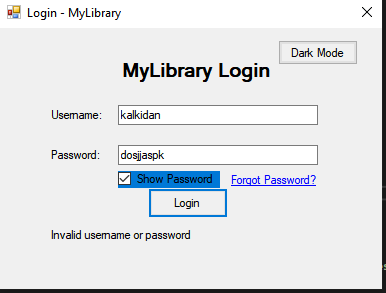 Login - MyLibrary
Dark Mode
MyLibrary Login
Username: kalkidan
Password: dosjjaspk
Show Password Forgot Password?
Login
Invalid username or password